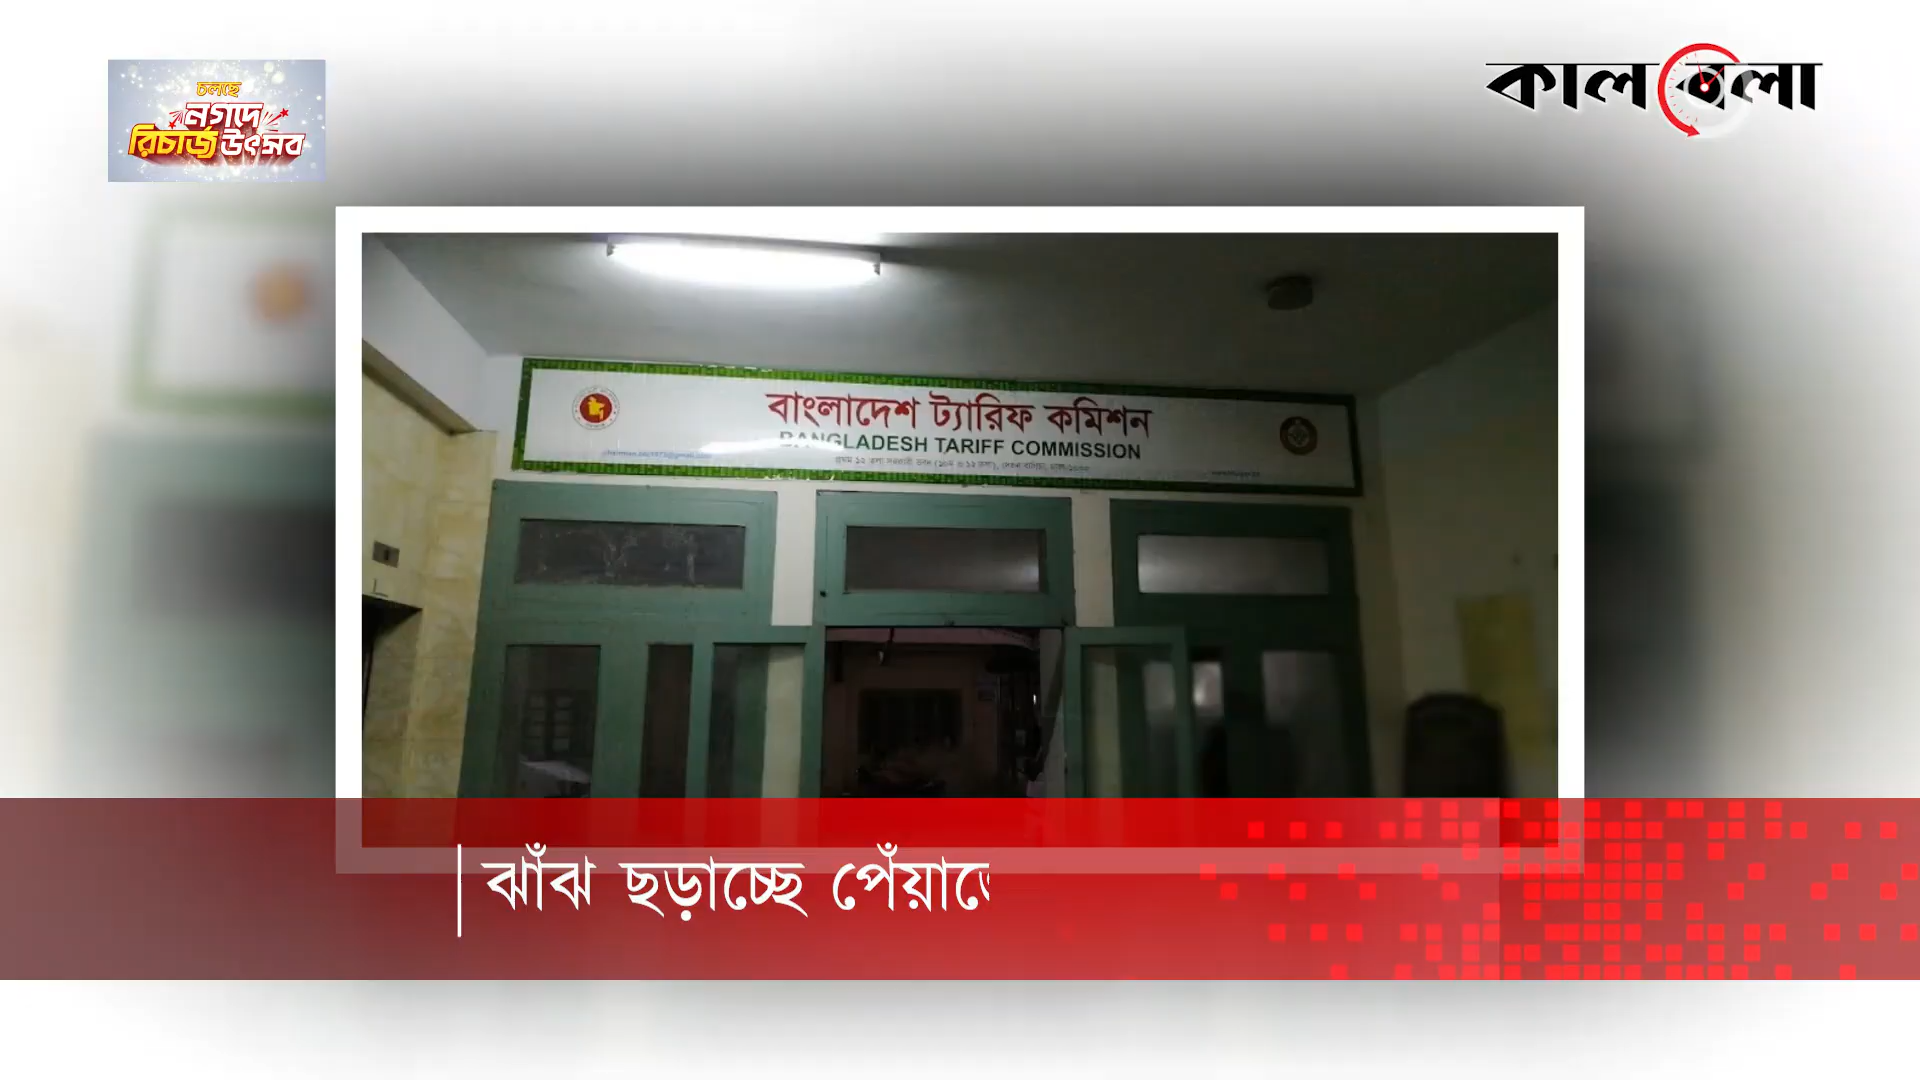 চলছে
নগদে
রিচার্জ উৎসব
কালবেলা
বাংলাদেশ ট্যারিফ কমিশন
BANGLADESH TARIFF COMMISSION
ঝাঁঝ ছড়াচ্ছে